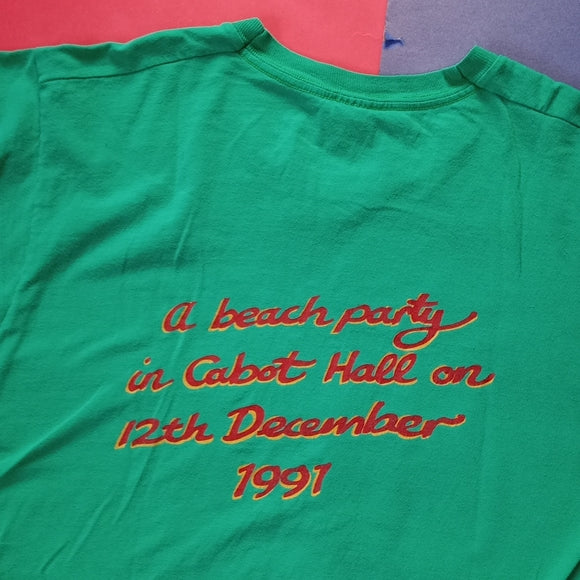 A beach party
in Cabot Hall on
12th December
1991